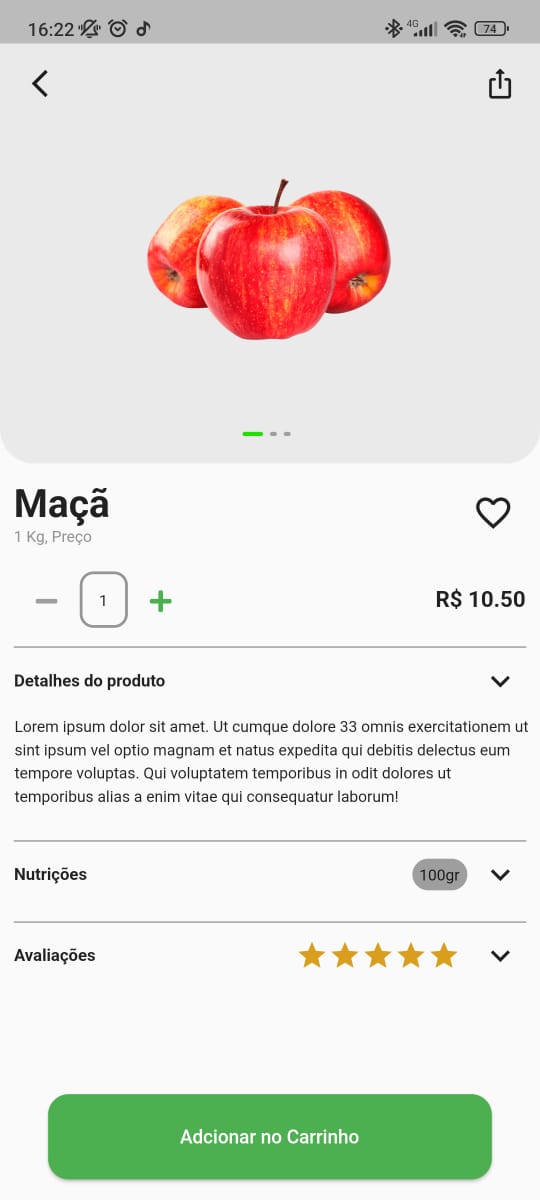 16:22 4G 74
Maçã
1 Kg, Preço
1 R$ 10.50
Detalhes do produto
Lorem ipsum dolor sit amet. Ut cumque dolore 33 omnis exercitationem ut
sint ipsum vel optio magnam et natus expedita qui debitis delectus eum
tempore voluptas. Qui voluptatem temporibus in odit dolores ut
temporibus alias a enim vitae qui consequatur laborum!
Nutrições 100gr
Avaliações
Adcionar no Carrinho